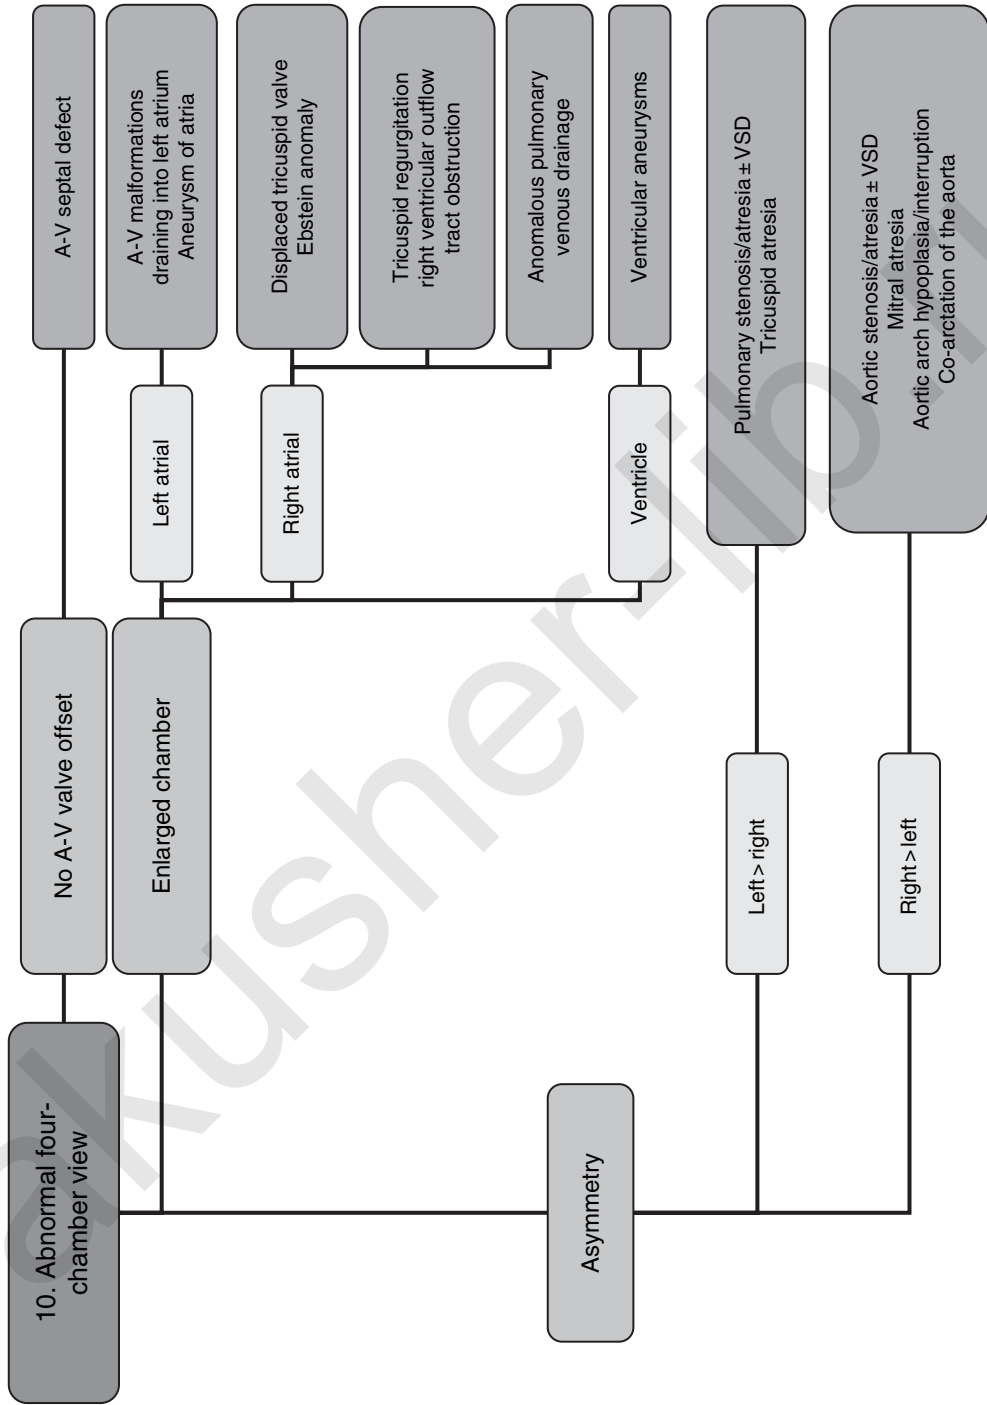 10. Abnormal four-
chamber view
No A-V valve offset
A-V septal defect
Enlarged chamber
Left atrial
A-V malformations
draining into left atrium
Aneurysm of atria
Right atrial
Displaced tricuspid valve
Ebstein anomaly
Tricuspid regurgitation
right ventricular outflow
tract obstruction
Anomalous pulmonary
venous drainage
Ventricle
Ventricular aneurysms
Asymmetry
Left > right
Pulmonary stenosis/atresia ± VSD
Tricuspid atresia
Right > left
Aortic stenosis/atresia ± VSD
Mitral atresia
Aortic arch hypoplasia/interruption
Co-arctation of the aorta